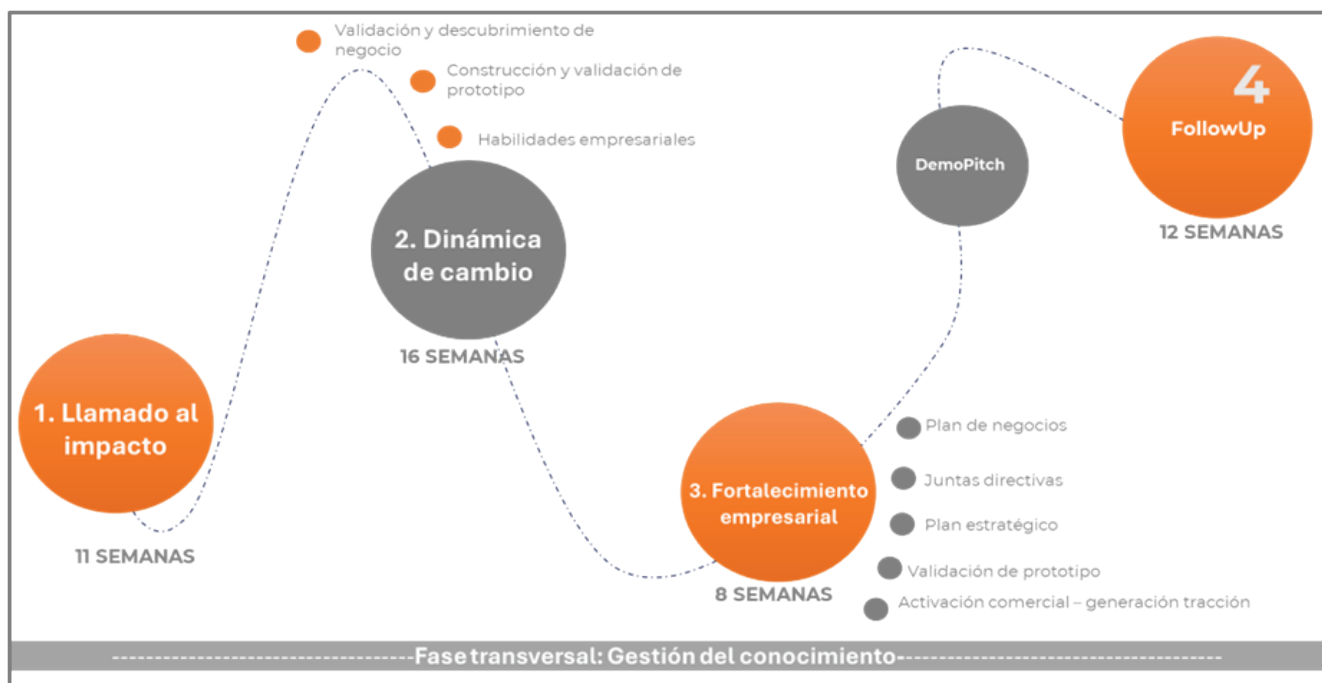 Validación y descubrimiento de
negocio
Construcción y validación de
prototipo
Habilidades empresariales
1. Llamado al
impacto
11 SEMANAS
2. Dinámica
de cambio
16 SEMANAS
3. Fortalecimiento
empresarial
8 SEMANAS
Plan de negocios
Juntas directivas
Plan estratégico
Validación de prototipo
Activación comercial – generación tracción
DemoPitch
4
FollowUp
12 SEMANAS
Fase transversal: Gestión del conocimiento